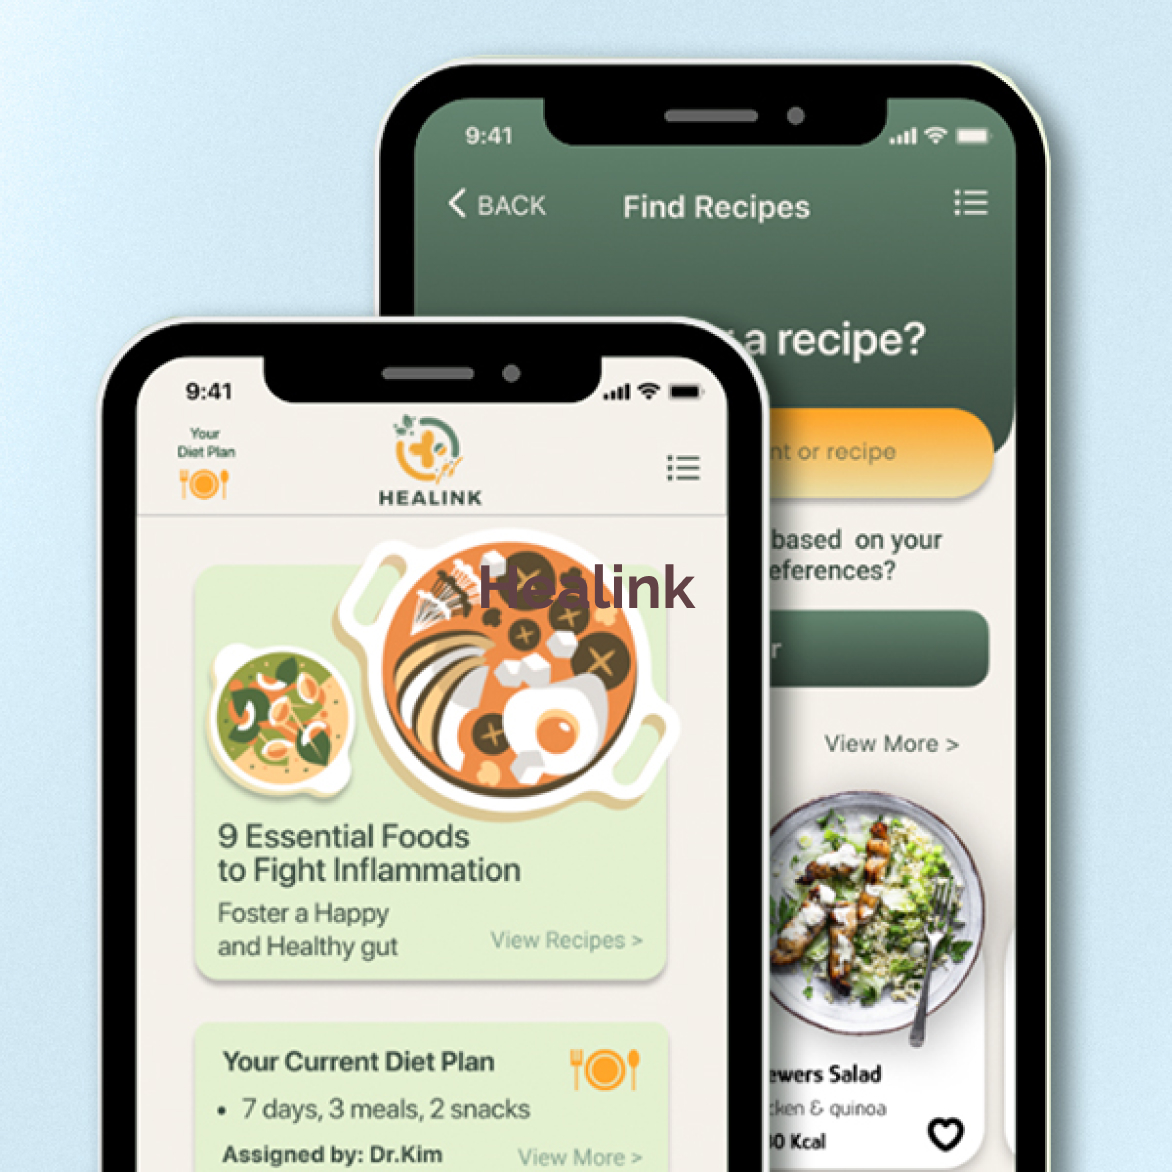 9:41
BACK
Find Recipes
a recipe?
nt or recipe
based on your
eferences?
r
View More >
ewers Salad
cken & quinoa
0 Kcal
9:41
Your
Diet Plan
HEALINK
Healink
9 Essential Foods
to Fight Inflammation
Foster a Happy
and Healthy gut
View Recipes >
Your Current Diet Plan
• 7 days, 3 meals, 2 snacks
Assigned by: Dr.Kim
View More >